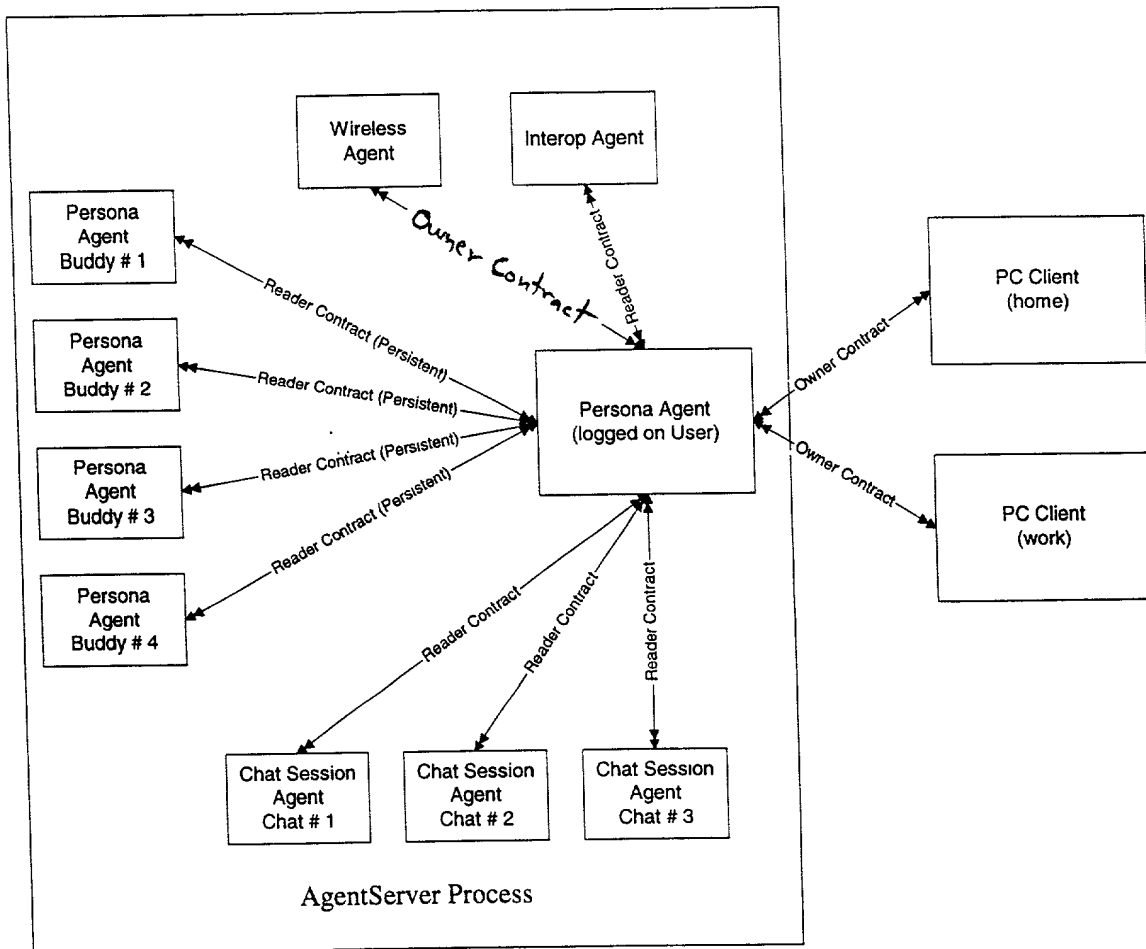 Wireless
Agent
Interop Agent
Persona
Agent
Buddy # 1
Owner Contract
Reader Contract
PC Client
(home)
Reader Contract (Persistent)
Persona
Agent
Buddy # 2
Reader Contract (Persistent)
Owner Contract
Persona Agent
(logged on User)
Persona
Agent
Buddy # 3
Reader Contract (Persistent)
Owner Contract
Reader Contract (Persistent)
PC Client
(work)
Persona
Agent
Buddy # 4
Reader Contract
Reader Contract
Reader Contract
Chat Session
Agent
Chat # 1
Chat Session
Agent
Chat # 2
Chat Session
Agent
Chat # 3
AgentServer Process